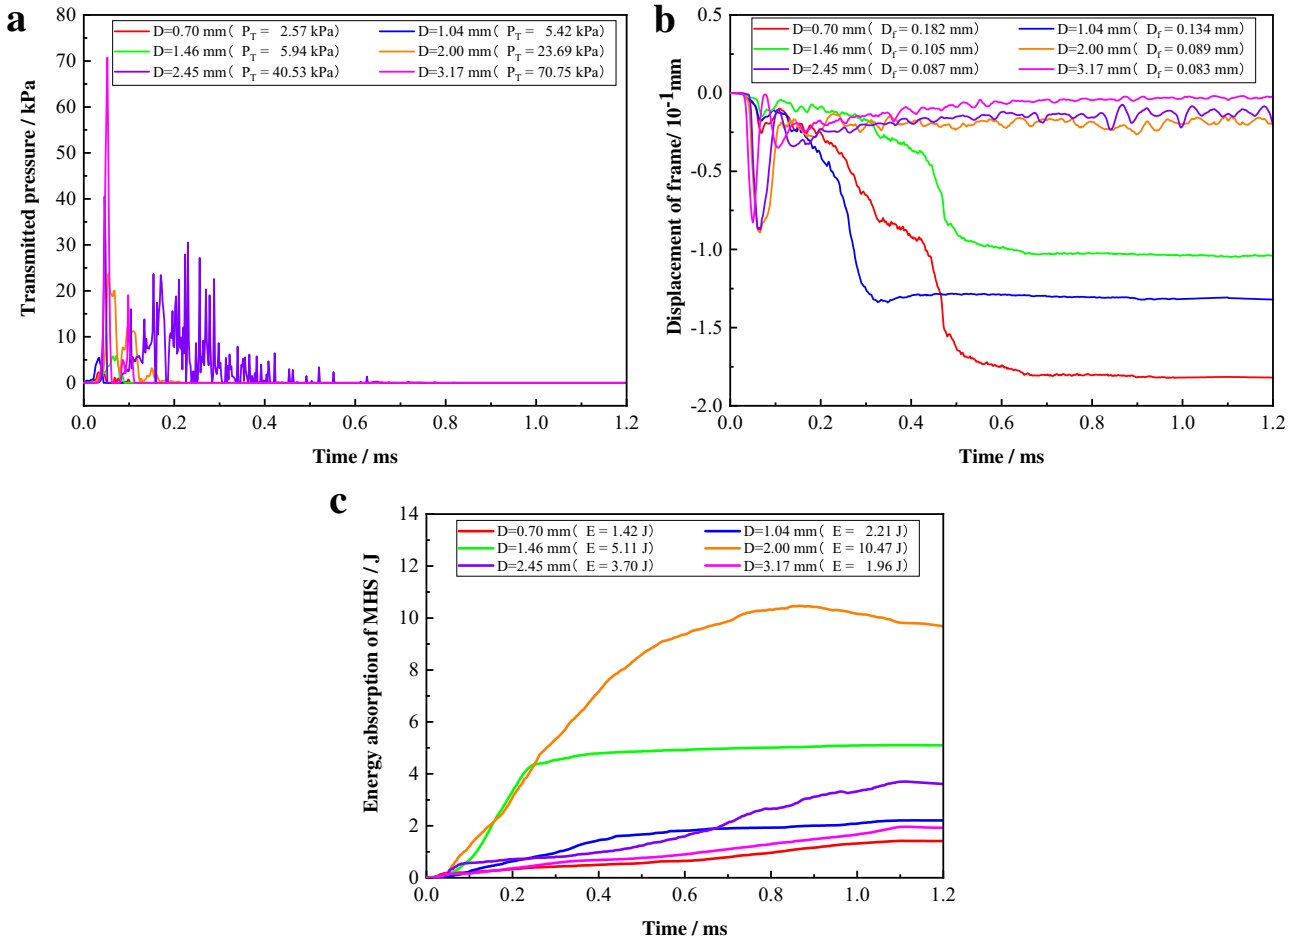 a
D=0.70 mm( P_T = 2.57 kPa) D=1.04 mm( P_T = 5.42 kPa)
D=1.46 mm( P_T = 5.94 kPa) D=2.00 mm( P_T = 23.69 kPa)
D=2.45 mm( P_T = 40.53 kPa) D=3.17 mm( P_T = 70.75 kPa)
Transmitted pressure / kPa
80
70
60
50
40
30
20
10
0
0.0 0.2 0.4 0.6 0.8 1.0 1.2
Time / ms
b
D=0.70 mm( D_f = 0.182 mm) D=1.04 mm( D_f = 0.134 mm)
D=1.46 mm( D_f = 0.105 mm) D=2.00 mm( D_f = 0.089 mm)
D=2.45 mm( D_f = 0.087 mm) D=3.17 mm( D_f = 0.083 mm)
Displacement of frame/ 10⁻¹mm
0.5
0.0
-0.5
-1.0
-1.5
-2.0
0.0 0.2 0.4 0.6 0.8 1.0 1.2
Time / ms
c
D=0.70 mm( E = 1.42 J) D=1.04 mm( E = 2.21 J)
D=1.46 mm( E = 5.11 J) D=2.00 mm( E = 10.47 J)
D=2.45 mm( E = 3.70 J) D=3.17 mm( E = 1.96 J)
Energy absorption of MHS / J
14
12
10
8
6
4
2
0
0.0 0.2 0.4 0.6 0.8 1.0 1.2
Time / ms